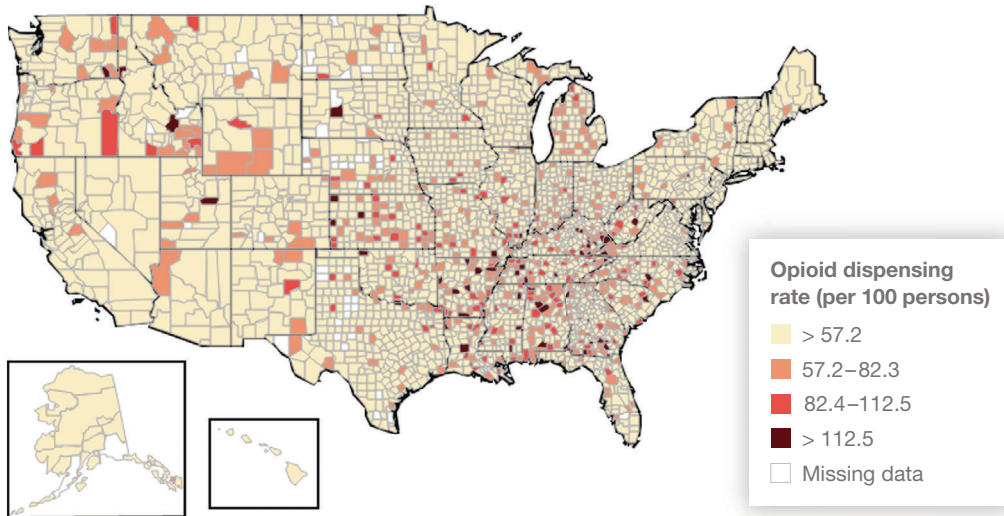 Opioid dispensing
rate (per 100 persons)
> 57.2
57.2–82.3
82.4–112.5
> 112.5
Missing data